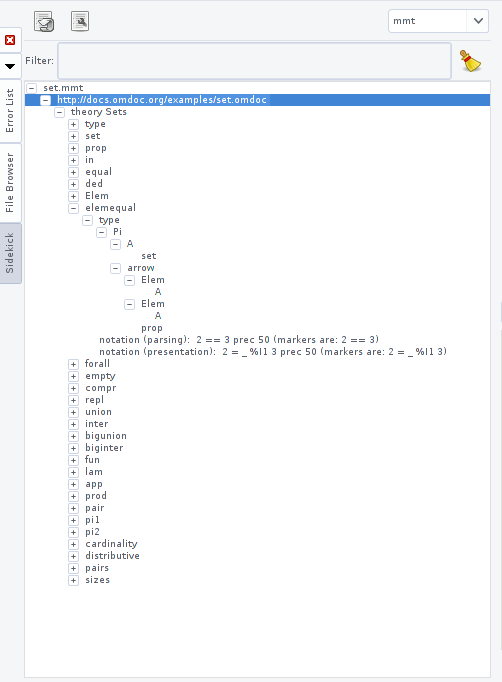 mmt
Filter:
Error List
File Browser
Sidekick
set.mmt
http://docs.omdoc.org/examples/set.omdoc
theory Sets
type
set
prop
in
equal
ded
Elem
elemequal
type
Pi
A
set
arrow
Elem
A
Elem
A
prop
notation (parsing): 2 == 3 prec 50 (markers are: 2 == 3)
notation (presentation): 2 = _ %I1 3 prec 50 (markers are: 2 = _ %I1 3)
forall
empty
compr
repl
union
inter
bigunion
biginter
fun
lam
app
prod
pair
pi1
pi2
cardinality
distributive
pairs
sizes